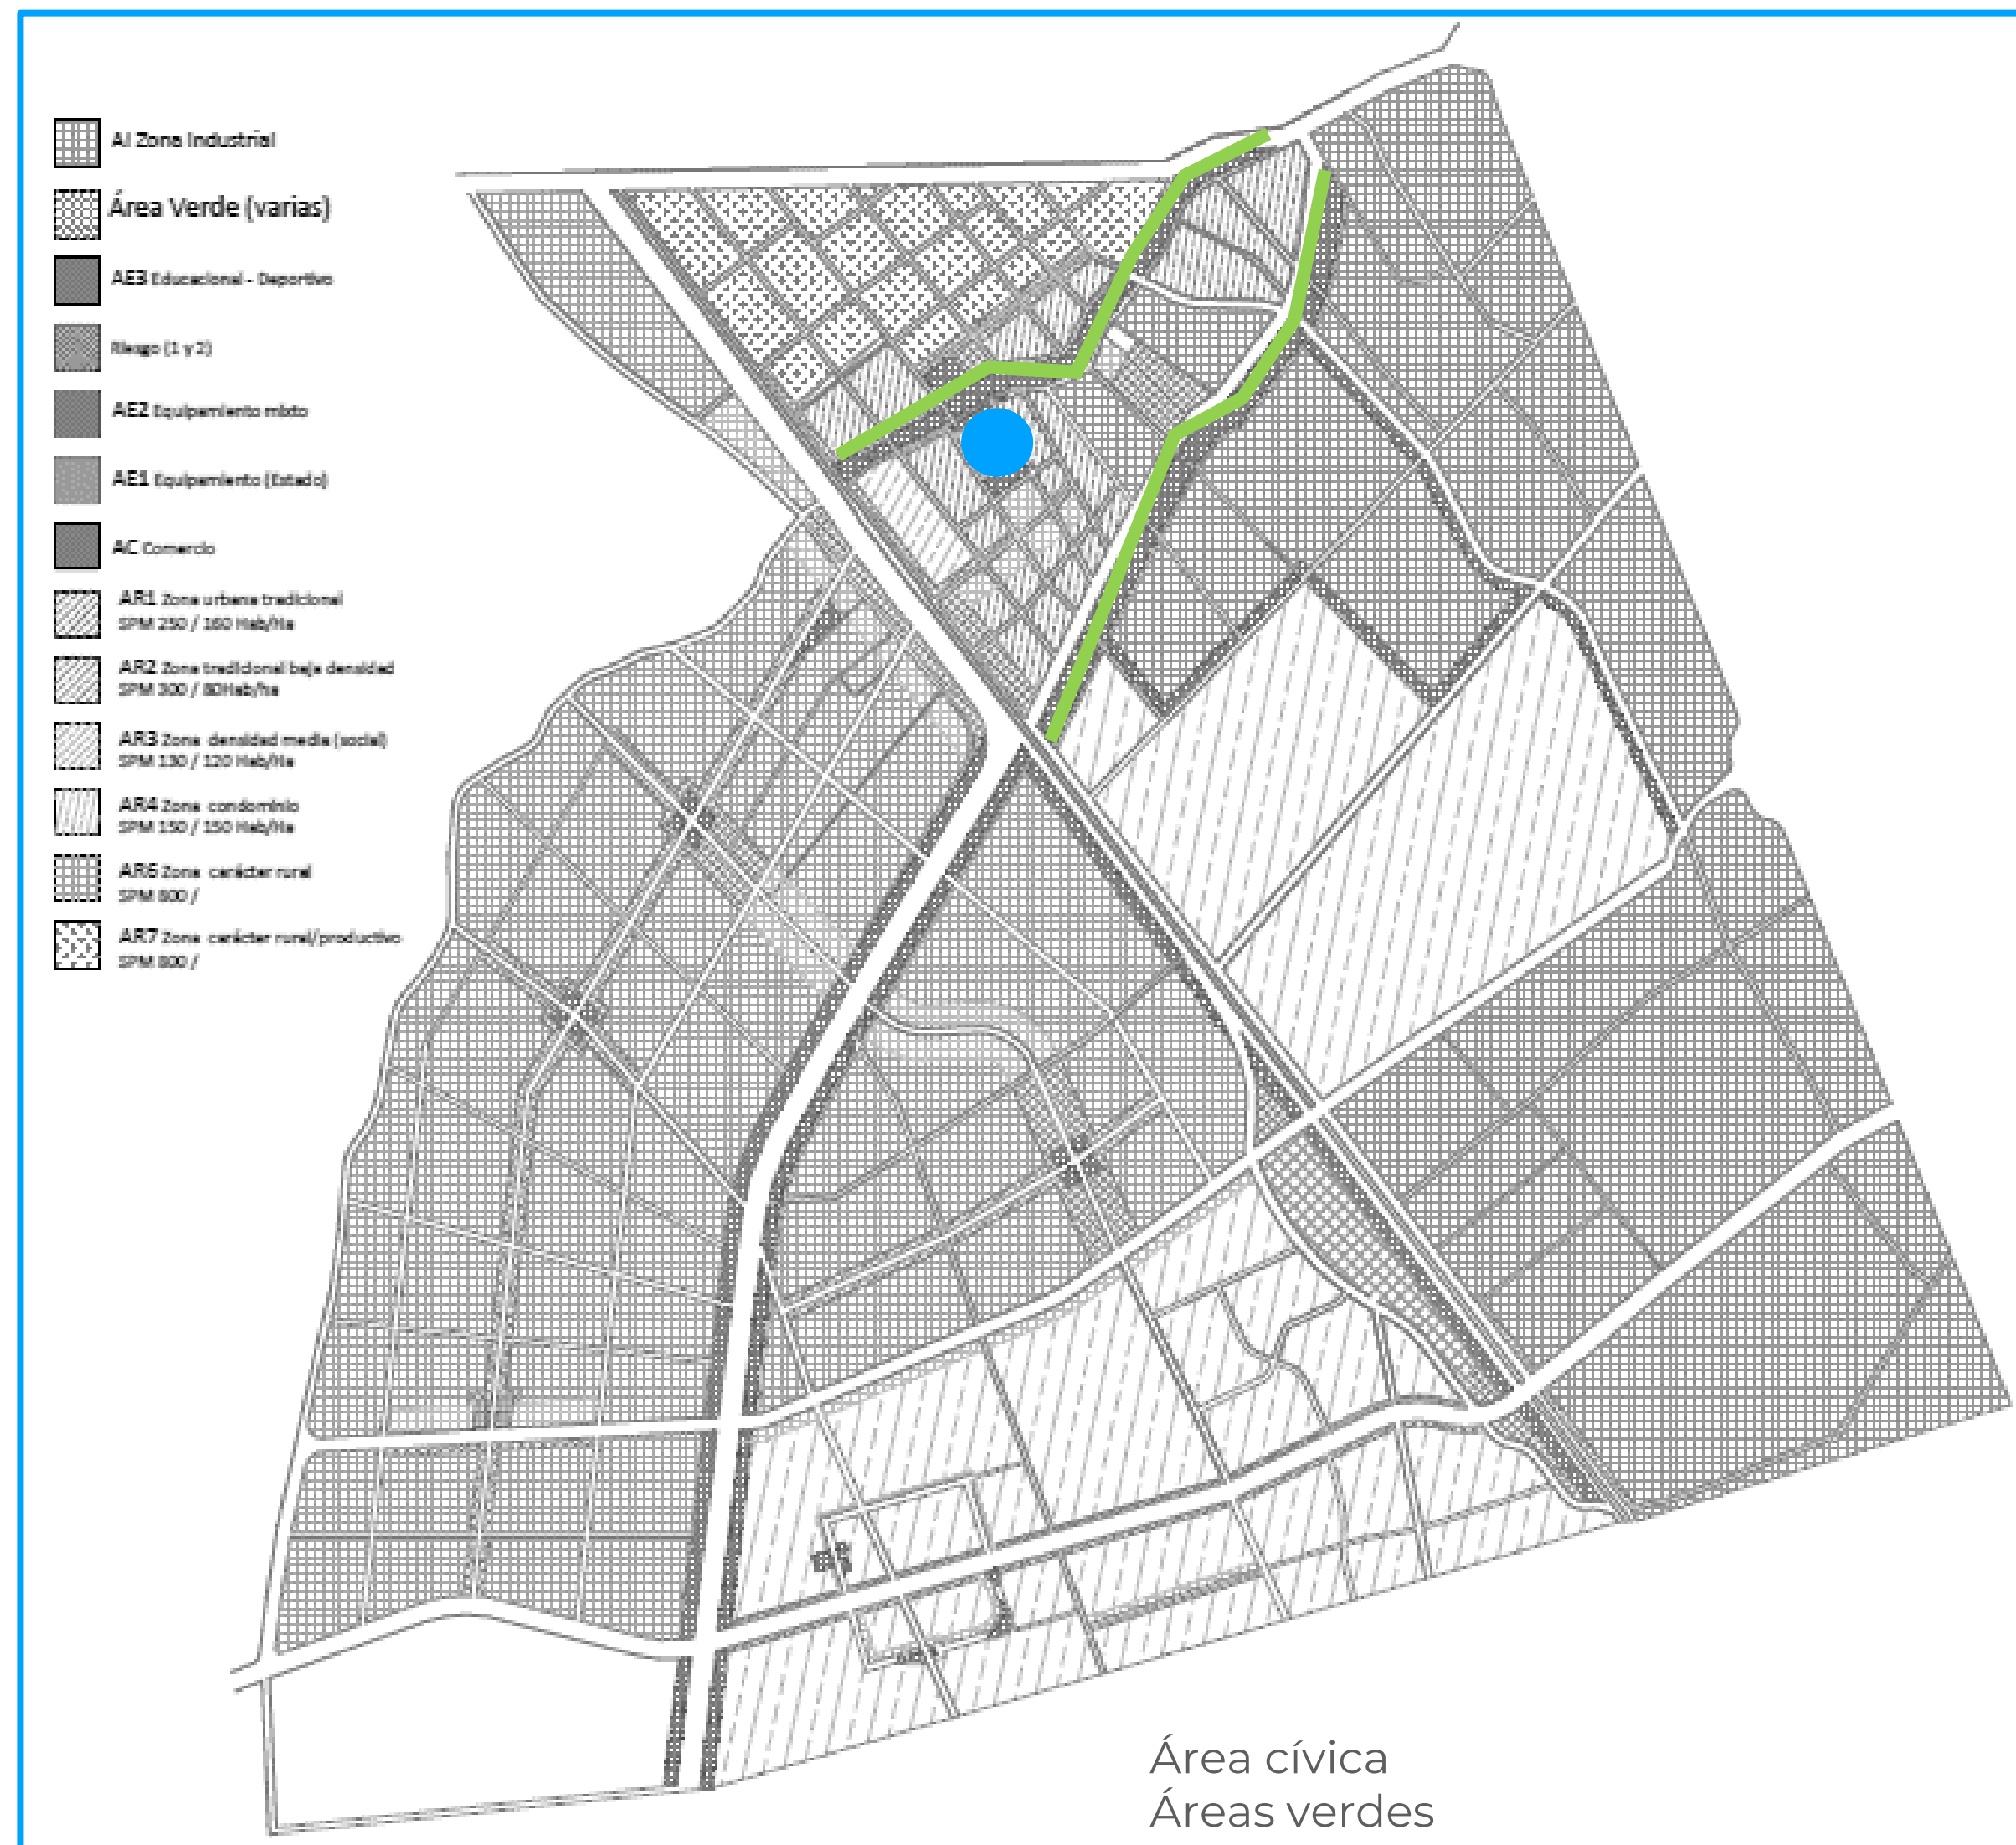 AI Zona Industrial
Área Verde (varias)
AE3 Educacional - Deportivo
Riesgo (1 y 2)
AE2 Equipamiento mixto
AE1 Equipamiento (Estado)
AC Comercio
AR1 Zona urbana tradicional
SPM 250 / 160 Hab/Ha
AR2 Zona tradicional baja densidad
SPM 300 / 80Hab/ha
AR3 Zona densidad media (social)
SPM 130 / 120 Hab/Ha
AR4 Zona condominio
SPM 150 / 150 Hab/Ha
AR6 Zona carácter rural
SPM 800 /
AR7 Zona carácter rural/productivo
SPM 800 /
Área cívica
Áreas verdes